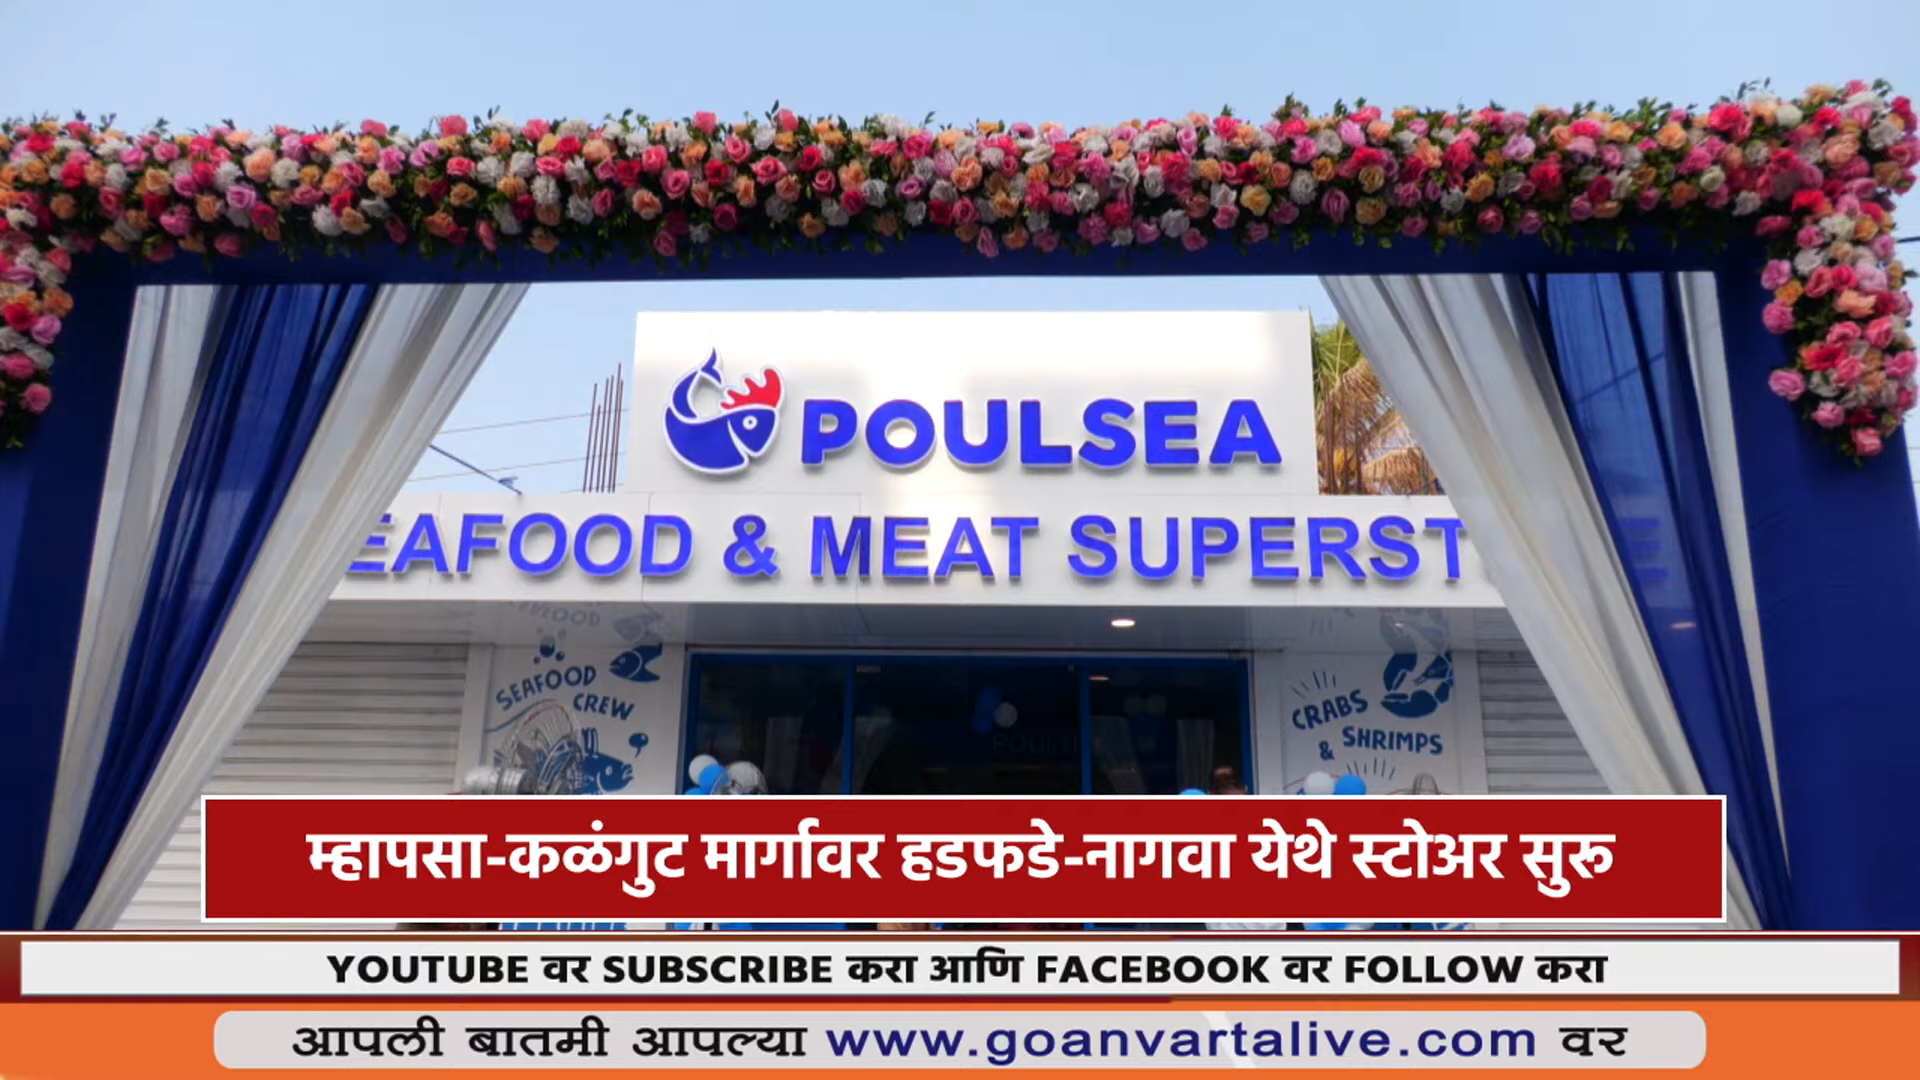 POULSEA
EAFOOD & MEAT SUPERST
SEAFOOD
CREW
CRABS
& SHRIMPS
म्हापसा-कळंगुट मार्गावर हडफडे-नागवा येथे स्टोअर सुरू
YOUTUBE वर SUBSCRIBE करा आणि FACEBOOK वर FOLLOW करा
आपली बातमी आपल्या www.goanvartalive.com वर